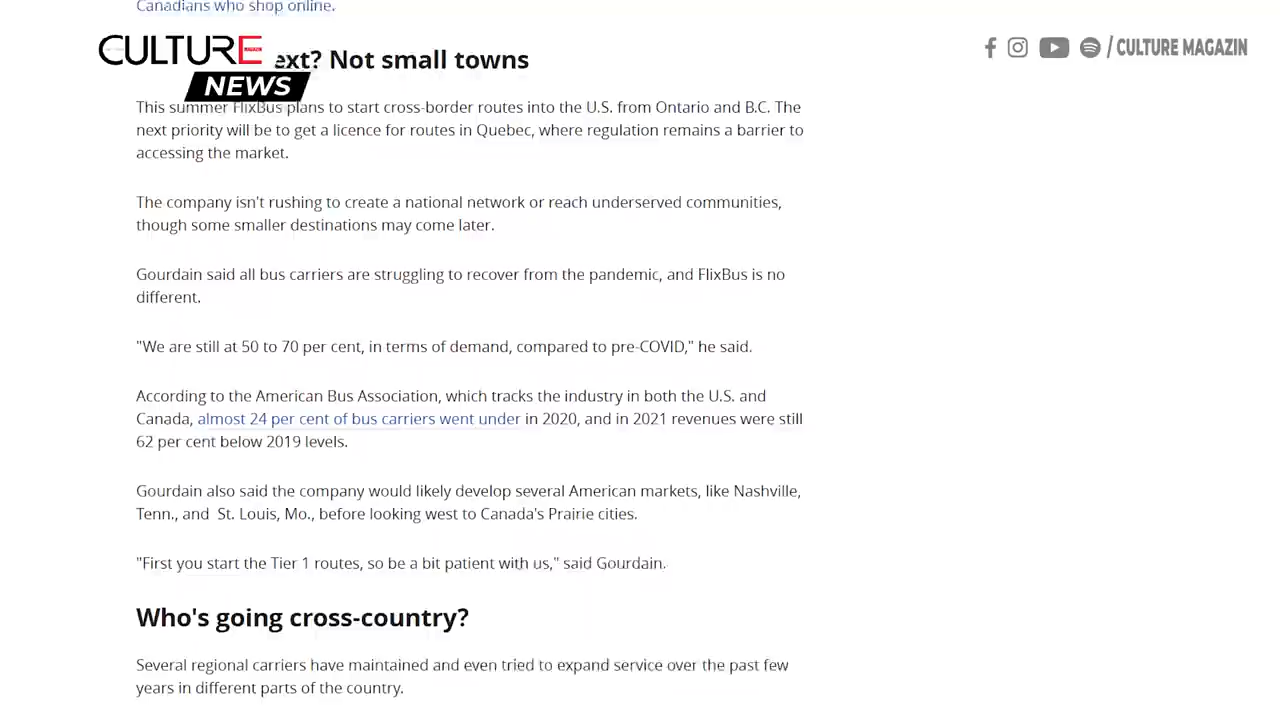 Canadians who shop online.
CULTURE
NEWS
/ CULTURE MAGAZIN
ext? Not small towns
This summer FlixBus plans to start cross-border routes into the U.S. from Ontario and B.C. The
next priority will be to get a licence for routes in Quebec, where regulation remains a barrier to
accessing the market.
The company isn't rushing to create a national network or reach underserved communities,
though some smaller destinations may come later.
Gourdain said all bus carriers are struggling to recover from the pandemic, and FlixBus is no
different.
"We are still at 50 to 70 per cent, in terms of demand, compared to pre-COVID," he said.
According to the American Bus Association, which tracks the industry in both the U.S. and
Canada, almost 24 per cent of bus carriers went under in 2020, and in 2021 revenues were still
62 per cent below 2019 levels.
Gourdain also said the company would likely develop several American markets, like Nashville,
Tenn., and  St. Louis, Mo., before looking west to Canada's Prairie cities.
"First you start the Tier 1 routes, so be a bit patient with us," said Gourdain.
Who's going cross-country?
Several regional carriers have maintained and even tried to expand service over the past few
years in different parts of the country.